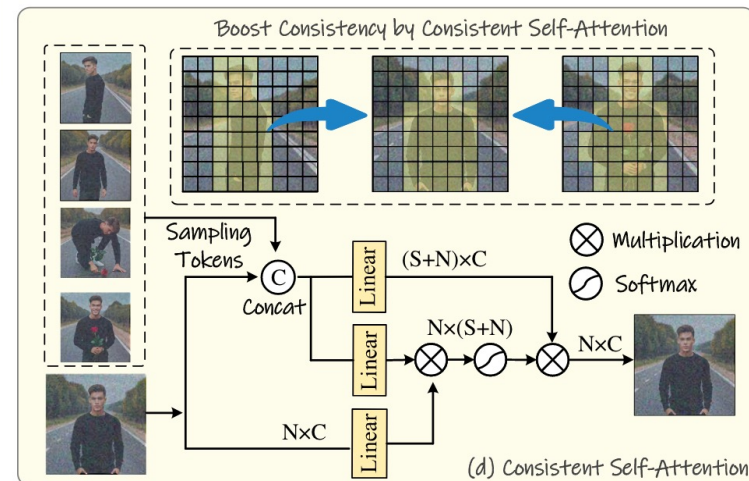 Boost Consistency by Consistent Self-Attention
Sampling
Tokens
C
Concat
Linear
(S+N)×C
Multiplication
Softmax
Linear
N×(S+N)
N×C
N×C
Linear
(d) Consistent Self-Attention